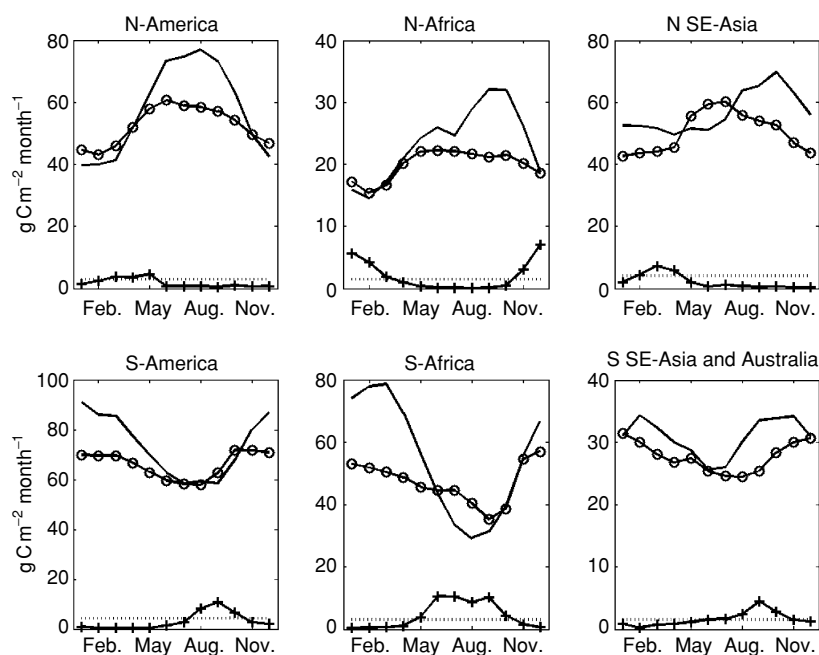 N-America
N-Africa
N SE-Asia
80
60
40
20
0
g C m⁻² month⁻¹
Feb. May Aug. Nov.
40
30
20
10
0
Feb. May Aug. Nov.
80
60
40
20
0
Feb. May Aug. Nov.
S-America
S-Africa
S SE-Asia and Australia
100
80
60
40
20
0
g C m⁻² month⁻¹
Feb. May Aug. Nov.
80
60
40
20
0
Feb. May Aug. Nov.
40
30
20
10
0
Feb. May Aug. Nov.